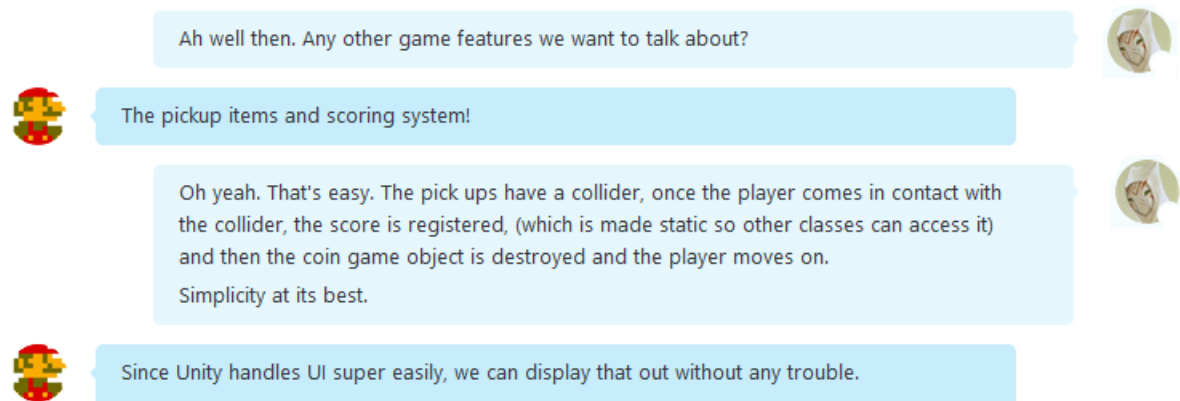 Ah well then. Any other game features we want to talk about?
The pickup items and scoring system!
Oh yeah. That's easy. The pick ups have a collider, once the player comes in contact with
the collider, the score is registered, (which is made static so other classes can access it)
and then the coin game object is destroyed and the player moves on.
Simplicity at its best.
Since Unity handles UI super easily, we can display that out without any trouble.